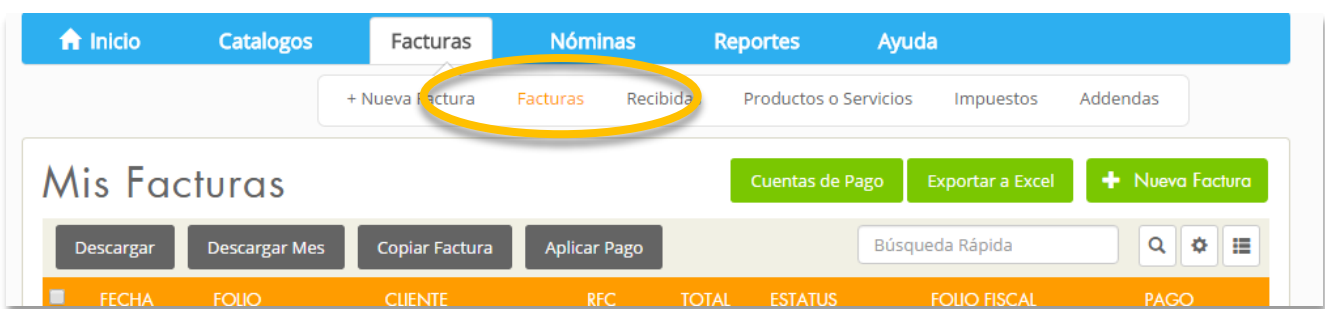 Inicio Catalogos Facturas Nóminas Reportes Ayuda
+ Nueva Factura Facturas Recibidas Productos o Servicios Impuestos Addendas
Mis Facturas Cuentas de Pago Exportar a Excel Nueva Factura
Descargar Descargar Mes Copiar Factura Aplicar Pago Búsqueda Rápida
FECHA FOLIO CLIENTE RFC TOTAL ESTATUS FOLIO FISCAL PAGO